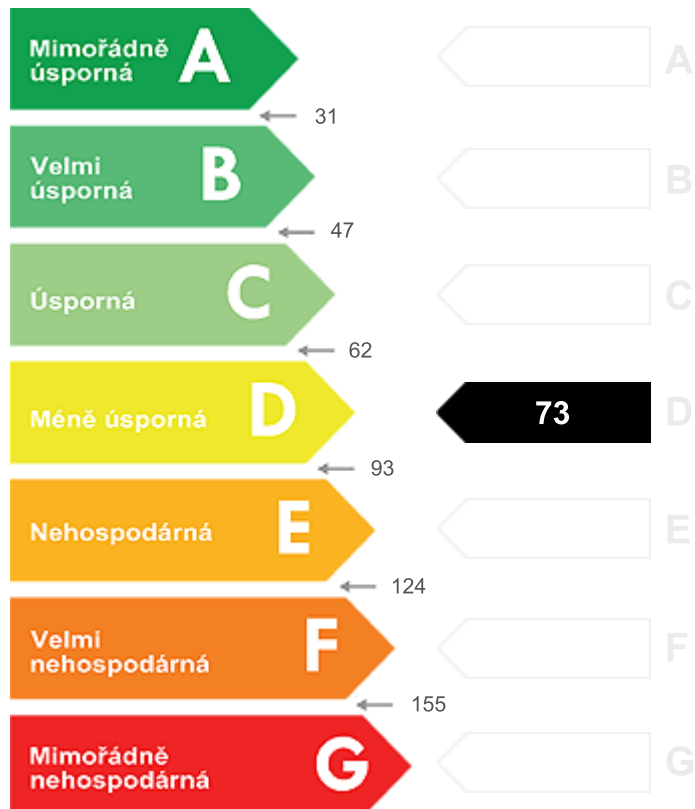 Mimořádně
úsporná
A
A
31
Velmi
úsporná
B
B
47
Úsporná
C
C
62
Méně úsporná
D
73
D
93
Nehospodárná
E
E
124
Velmi
nehospodárná
F
F
155
Mimořádně
nehospodárná
G
G